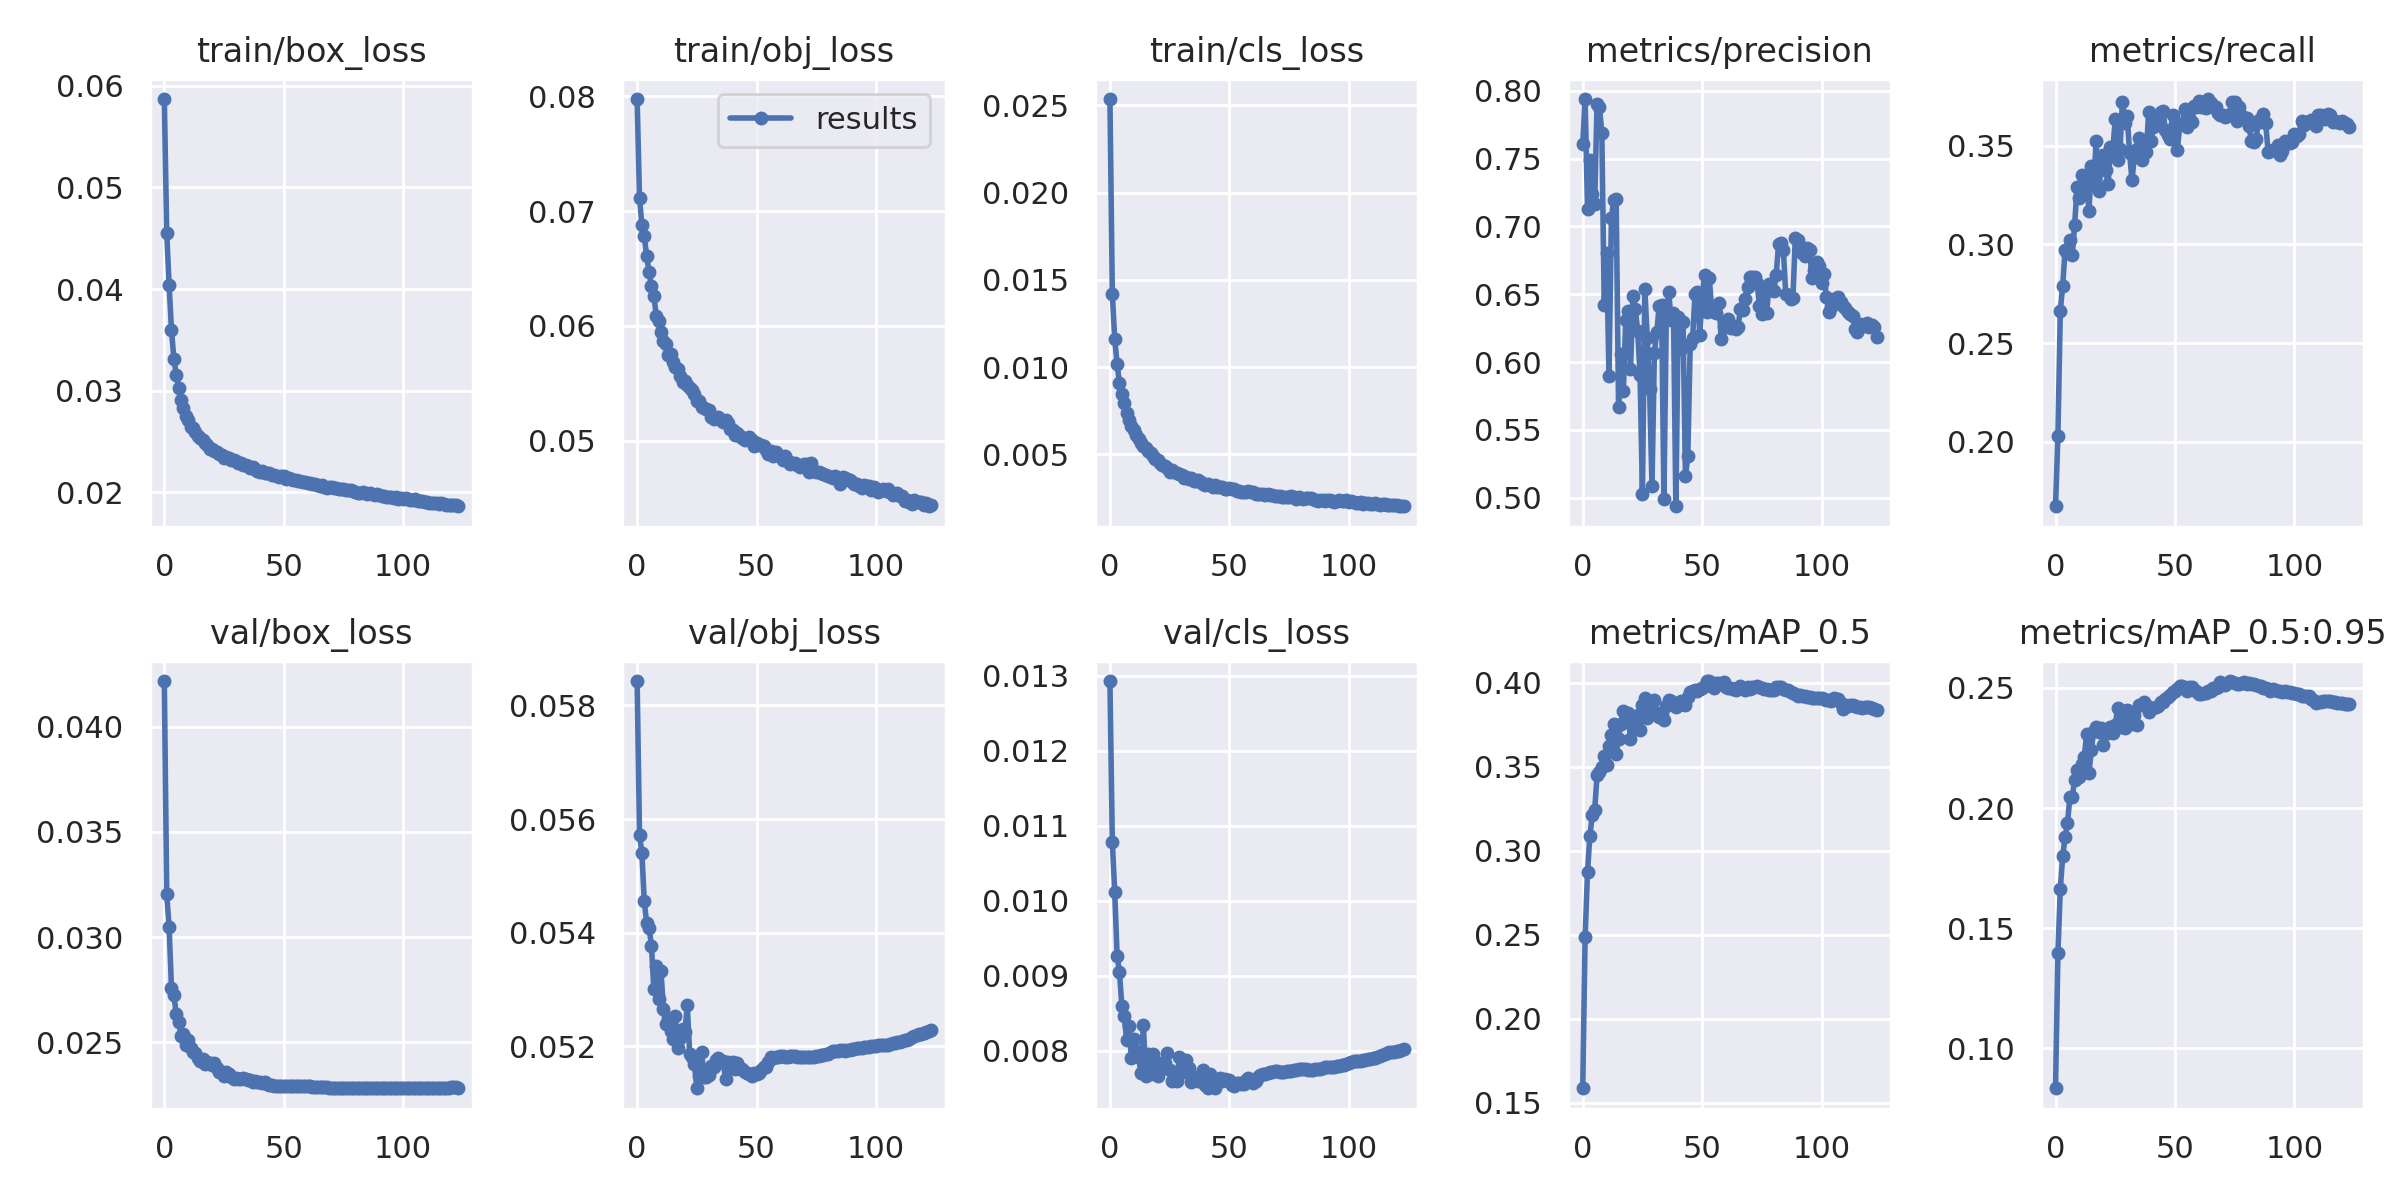 train/box_loss
0.06
0.05
0.04
0.03
0.02
0 50 100
train/obj_loss
results
0.08
0.07
0.06
0.05
0 50 100
train/cls_loss
0.025
0.020
0.015
0.010
0.005
0 50 100
metrics/precision
0.80
0.75
0.70
0.65
0.60
0.55
0.50
0 50 100
metrics/recall
0.35
0.30
0.25
0.20
0 50 100
val/box_loss
0.040
0.035
0.030
0.025
0 50 100
val/obj_loss
0.058
0.056
0.054
0.052
0 50 100
val/cls_loss
0.013
0.012
0.011
0.010
0.009
0.008
0 50 100
metrics/mAP_0.5
0.40
0.35
0.30
0.25
0.20
0.15
0 50 100
metrics/mAP_0.5:0.95
0.25
0.20
0.15
0.10
0 50 100